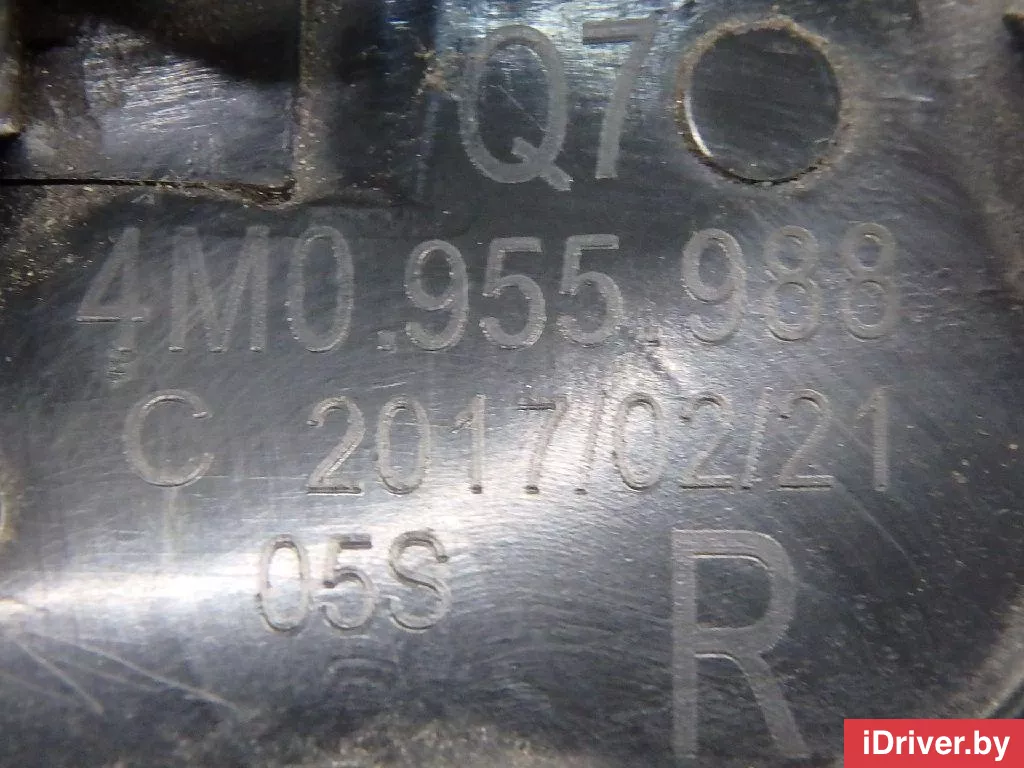 Q7
4M0.955.988
C 2017/02/21
05S
R
iDriver.by